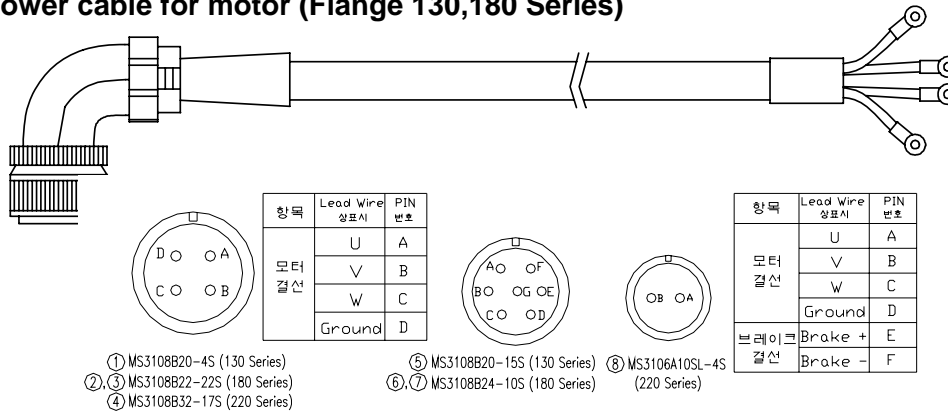 ower cable for motor (Flange 130,180 Series)
항목 Lead Wire 상표시 PIN 번호
모터 결선
U A
V B
W C
Ground D
D A
C B
① MS3108B20-4S (130 Series)
②,③ MS3108B22-22S (180 Series)
④ MS3108B32-17S (220 Series)
A F
B G E
C D
⑤ MS3108B20-15S (130 Series)
⑥,⑦ MS3108B24-10S (180 Series)
B A
⑧ MS3106A10SL-4S
(220 Series)
항목 Lead Wire 상표시 PIN 번호
모터 결선
U A
V B
W C
Ground D
브레이크 결선
Brake + E
Brake - F